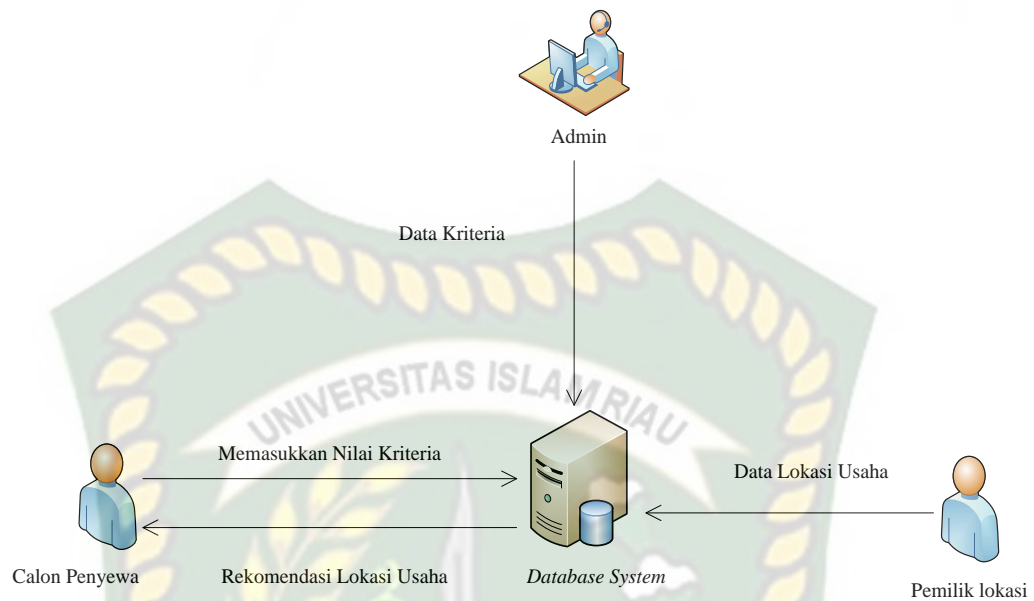 Admin
Data Kriteria
UNIVERSITAS ISLAM RIAU
Memasukkan Nilai Kriteria
Data Lokasi Usaha
Calon Penyewa
Rekomendasi Lokasi Usaha
Database System
Pemilik lokasi